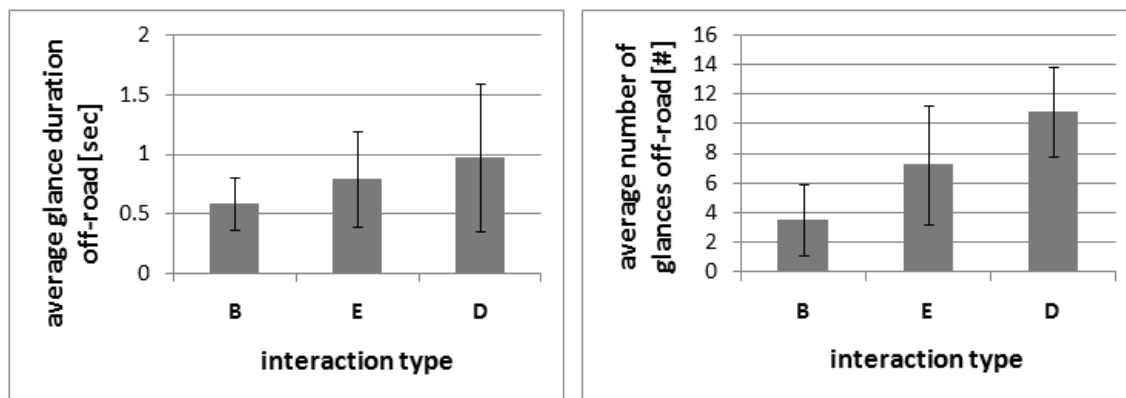 average glance duration
off-road [sec]
2
1.5
1
0.5
0
B E D
interaction type
average number of
glances off-road [#]
16
14
12
10
8
6
4
2
0
B E D
interaction type